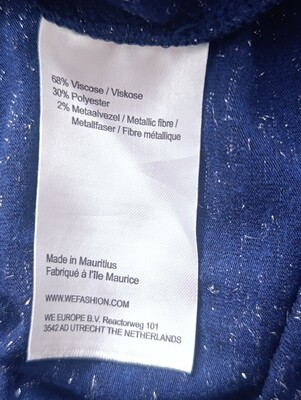 68% Viscose / Viskose
30% Polyester
2% Metaalvezel / Metallic fibre /
Metallfaser / Fibre métallique
Made in Mauritius
Fabriqué à l'île Maurice
WWW.WEFASHION.COM
WE EUROPE B.V. Reactorweg 101
3542 AD UTRECHT THE NETHERLANDS